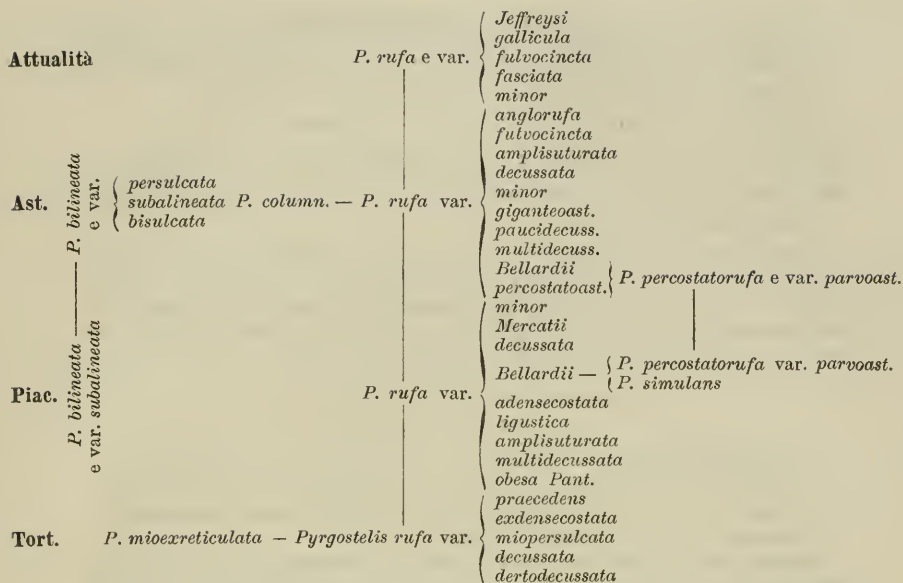 Jeffreysi
gallicula
Attualità P. rufa e var. fulvocincta
fasciata
minor
anglorufa
futvocincta
amplisuturata
persulcata decussata
Ast. P. bilineata e var. subalineata P. column. — P. rufa var. minor
bisulcata giganteoast.
paucidecuss.
multidecuss.
Bellardii
percostatoast. P. percostatorufa e var. parvoast.
minor
Mercatii
decussata
Bellardii — P. percostatorufa var. parvoast.
P. simulans
Piac. P. bilineata e var. subalineata P. rufa var.
adensecostata
ligustica
amplisuturata
multidecussata
obesa Pant.
praecedens
exdensecostata
Tort. P. mioexreticulata — Pyrgostelis rufa var. miopersulcata
decussata
dertodecussata